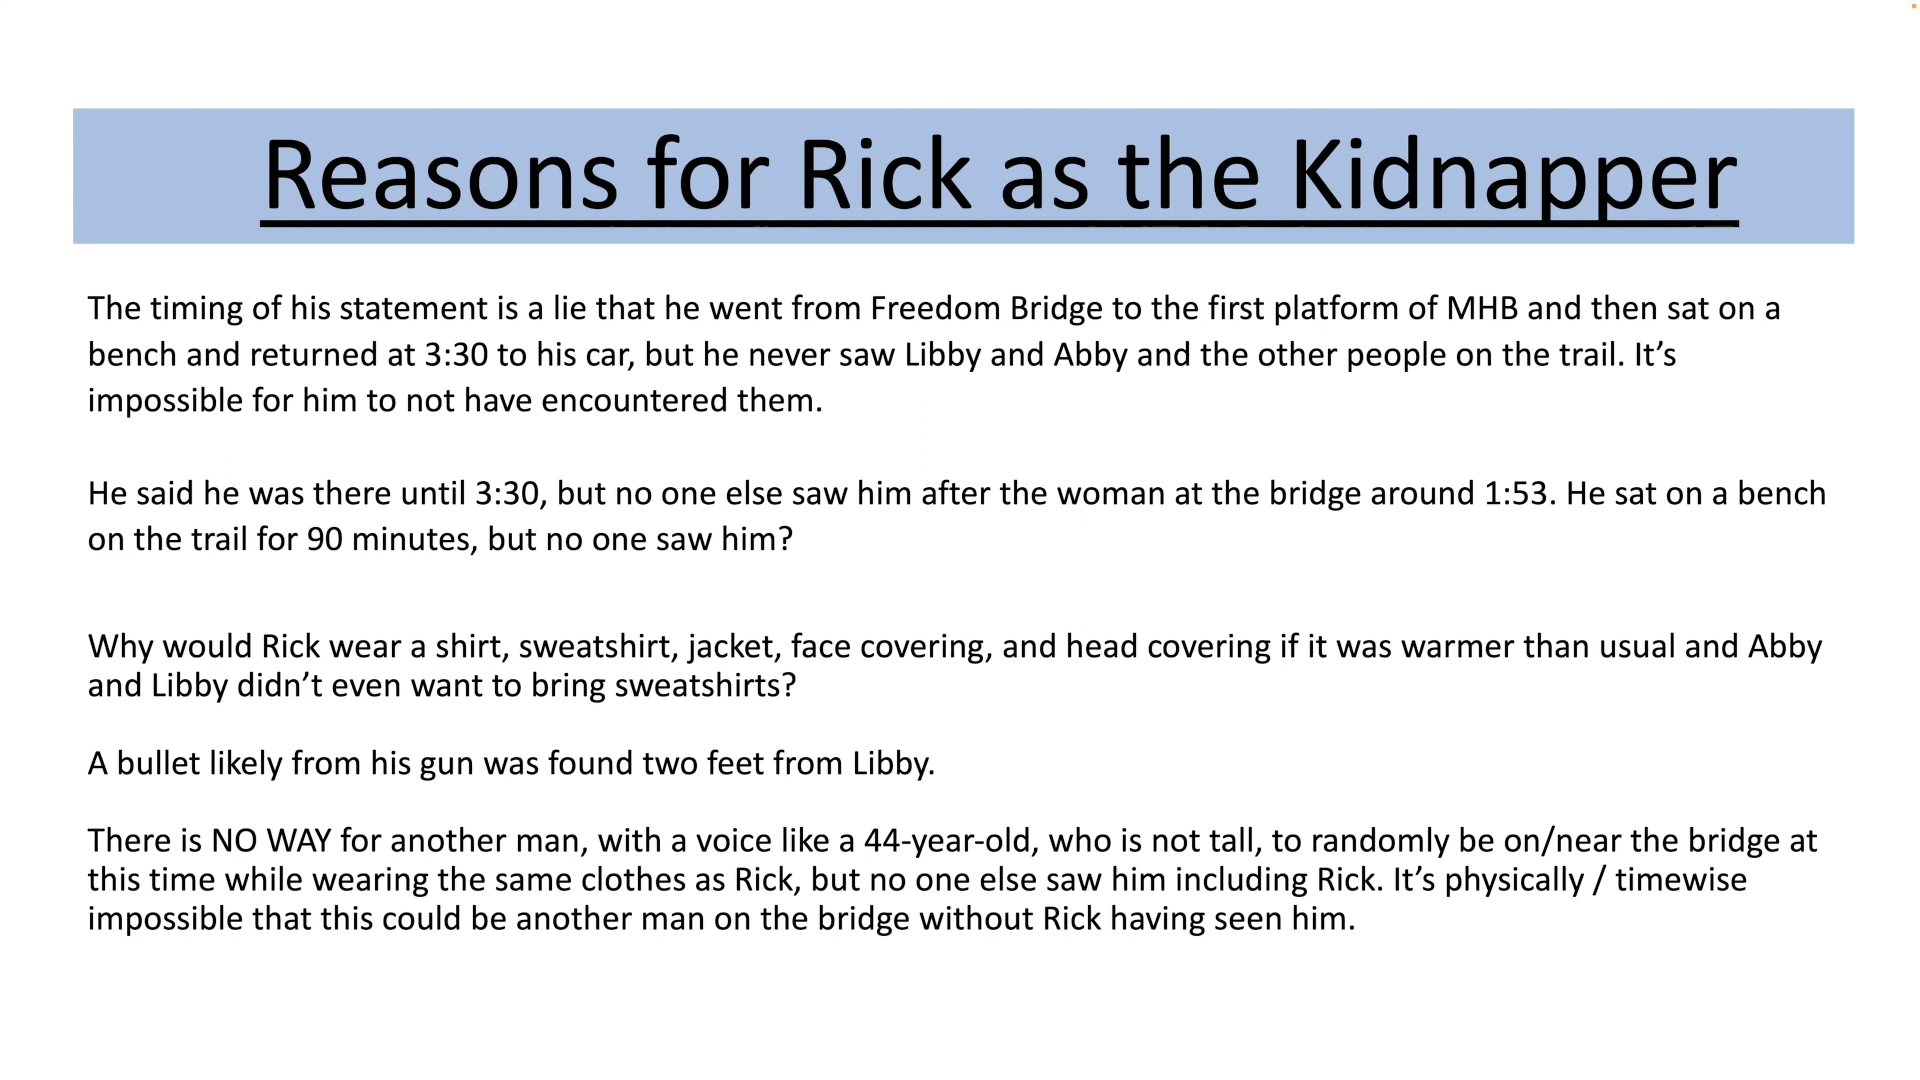 Reasons for Rick as the Kidnapper
The timing of his statement is a lie that he went from Freedom Bridge to the first platform of MHB and then sat on a
bench and returned at 3:30 to his car, but he never saw Libby and Abby and the other people on the trail. It’s
impossible for him to not have encountered them.
He said he was there until 3:30, but no one else saw him after the woman at the bridge around 1:53. He sat on a bench
on the trail for 90 minutes, but no one saw him?
Why would Rick wear a shirt, sweatshirt, jacket, face covering, and head covering if it was warmer than usual and Abby
and Libby didn’t even want to bring sweatshirts?
A bullet likely from his gun was found two feet from Libby.
There is NO WAY for another man, with a voice like a 44-year-old, who is not tall, to randomly be on/near the bridge at
this time while wearing the same clothes as Rick, but no one else saw him including Rick. It’s physically / timewise
impossible that this could be another man on the bridge without Rick having seen him.